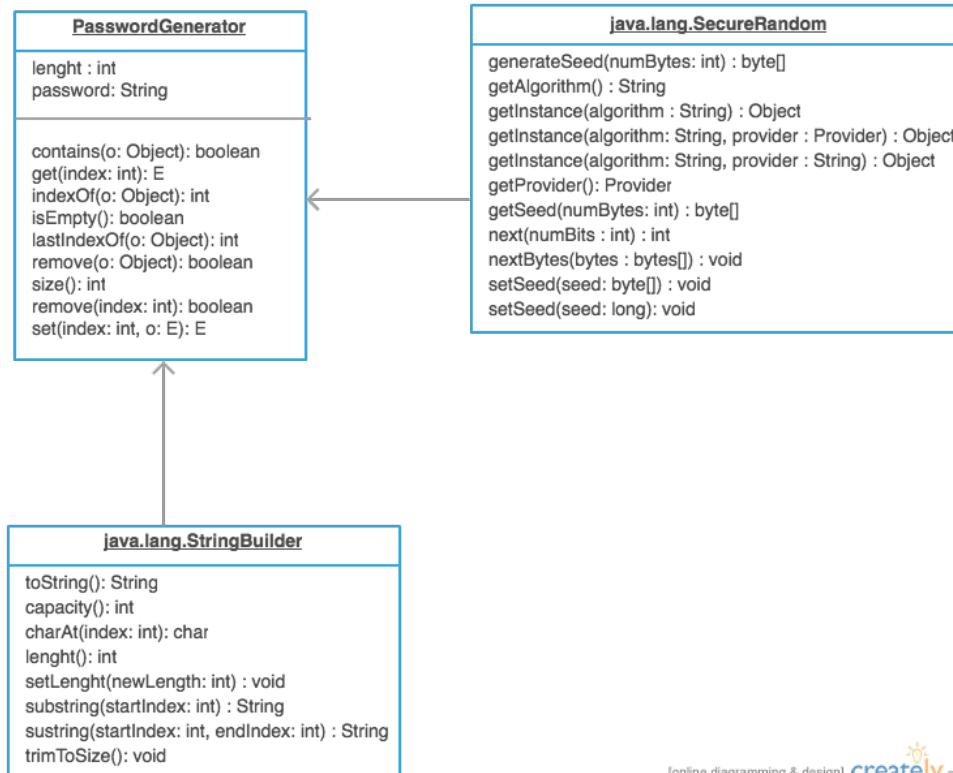 PasswordGenerator
lenght : int
password: String
contains(o: Object): boolean
get(index: int): E
indexOf(o: Object): int
isEmpty(): boolean
lastIndexOf(o: Object): int
remove(o: Object): boolean
size(): int
remove(index: int): boolean
set(index: int, o: E): E
java.lang.SecureRandom
generateSeed(numBytes: int) : byte[]
getAlgorithm() : String
getInstance(algorithm : String) : Object
getInstance(algorithm: String, provider : Provider) : Object
getInstance(algorithm: String, provider : String) : Object
getProvider(): Provider
getSeed(numBytes: int) : byte[]
next(numBits : int) : int
nextBytes(bytes : bytes[]) : void
setSeed(seed: byte[]) : void
setSeed(seed: long): void
java.lang.StringBuilder
toString(): String
capacity(): int
charAt(index: int): char
lenght(): int
setLenght(newLength: int) : void
substring(startIndex: int) : String
sustring(startIndex: int, endIndex: int) : String
trimToSize(): void
[online diagramming & design] creately